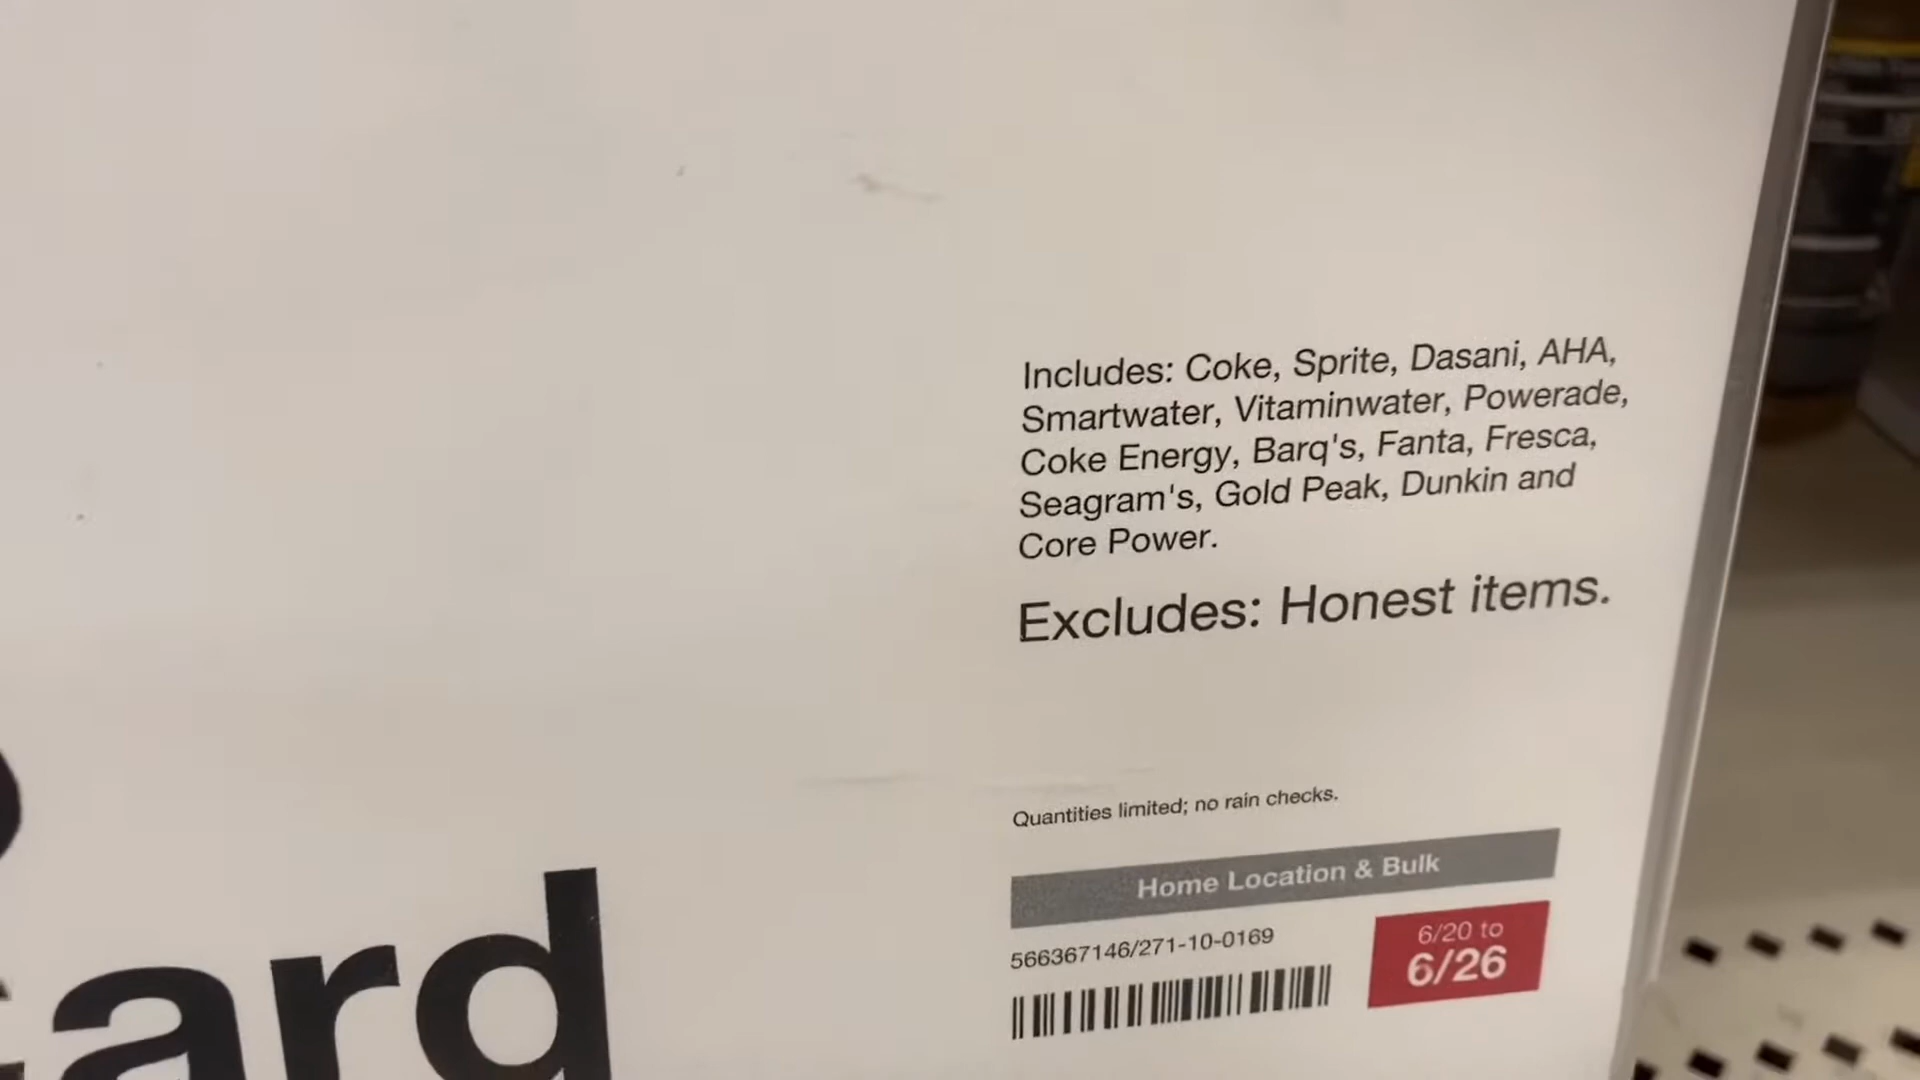 Includes: Coke, Sprite, Dasani, AHA,
Smartwater, Vitaminwater, Powerade,
Coke Energy, Barq's, Fanta, Fresca,
Seagram's, Gold Peak, Dunkin and
Core Power.
Excludes: Honest items.
Quantities limited; no rain checks.
Home Location & Bulk
566367146/271-10-0169
6/20 to
6/26
ard